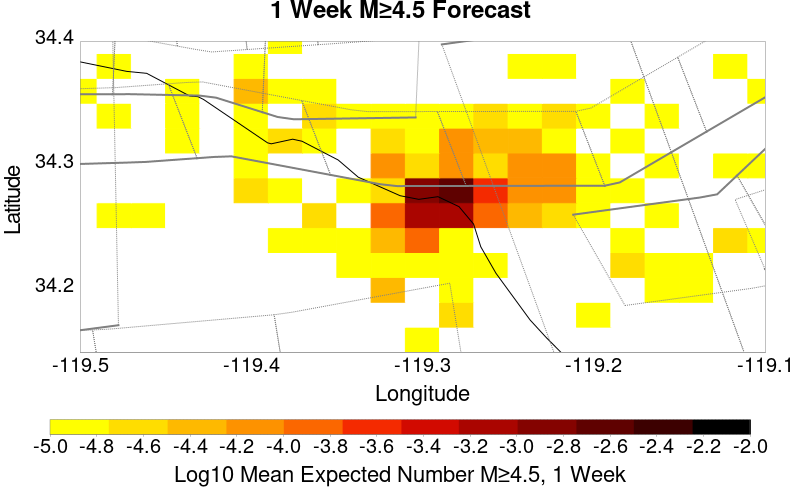 1 Week M≥4.5 Forecast
34.4
34.3
34.2
Latitude
-119.5 -119.4 -119.3 -119.2 -119.1
Longitude
-5.0 -4.8 -4.6 -4.4 -4.2 -4.0 -3.8 -3.6 -3.4 -3.2 -3.0 -2.8 -2.6 -2.4 -2.2 -2.0
Log10 Mean Expected Number M≥4.5, 1 Week